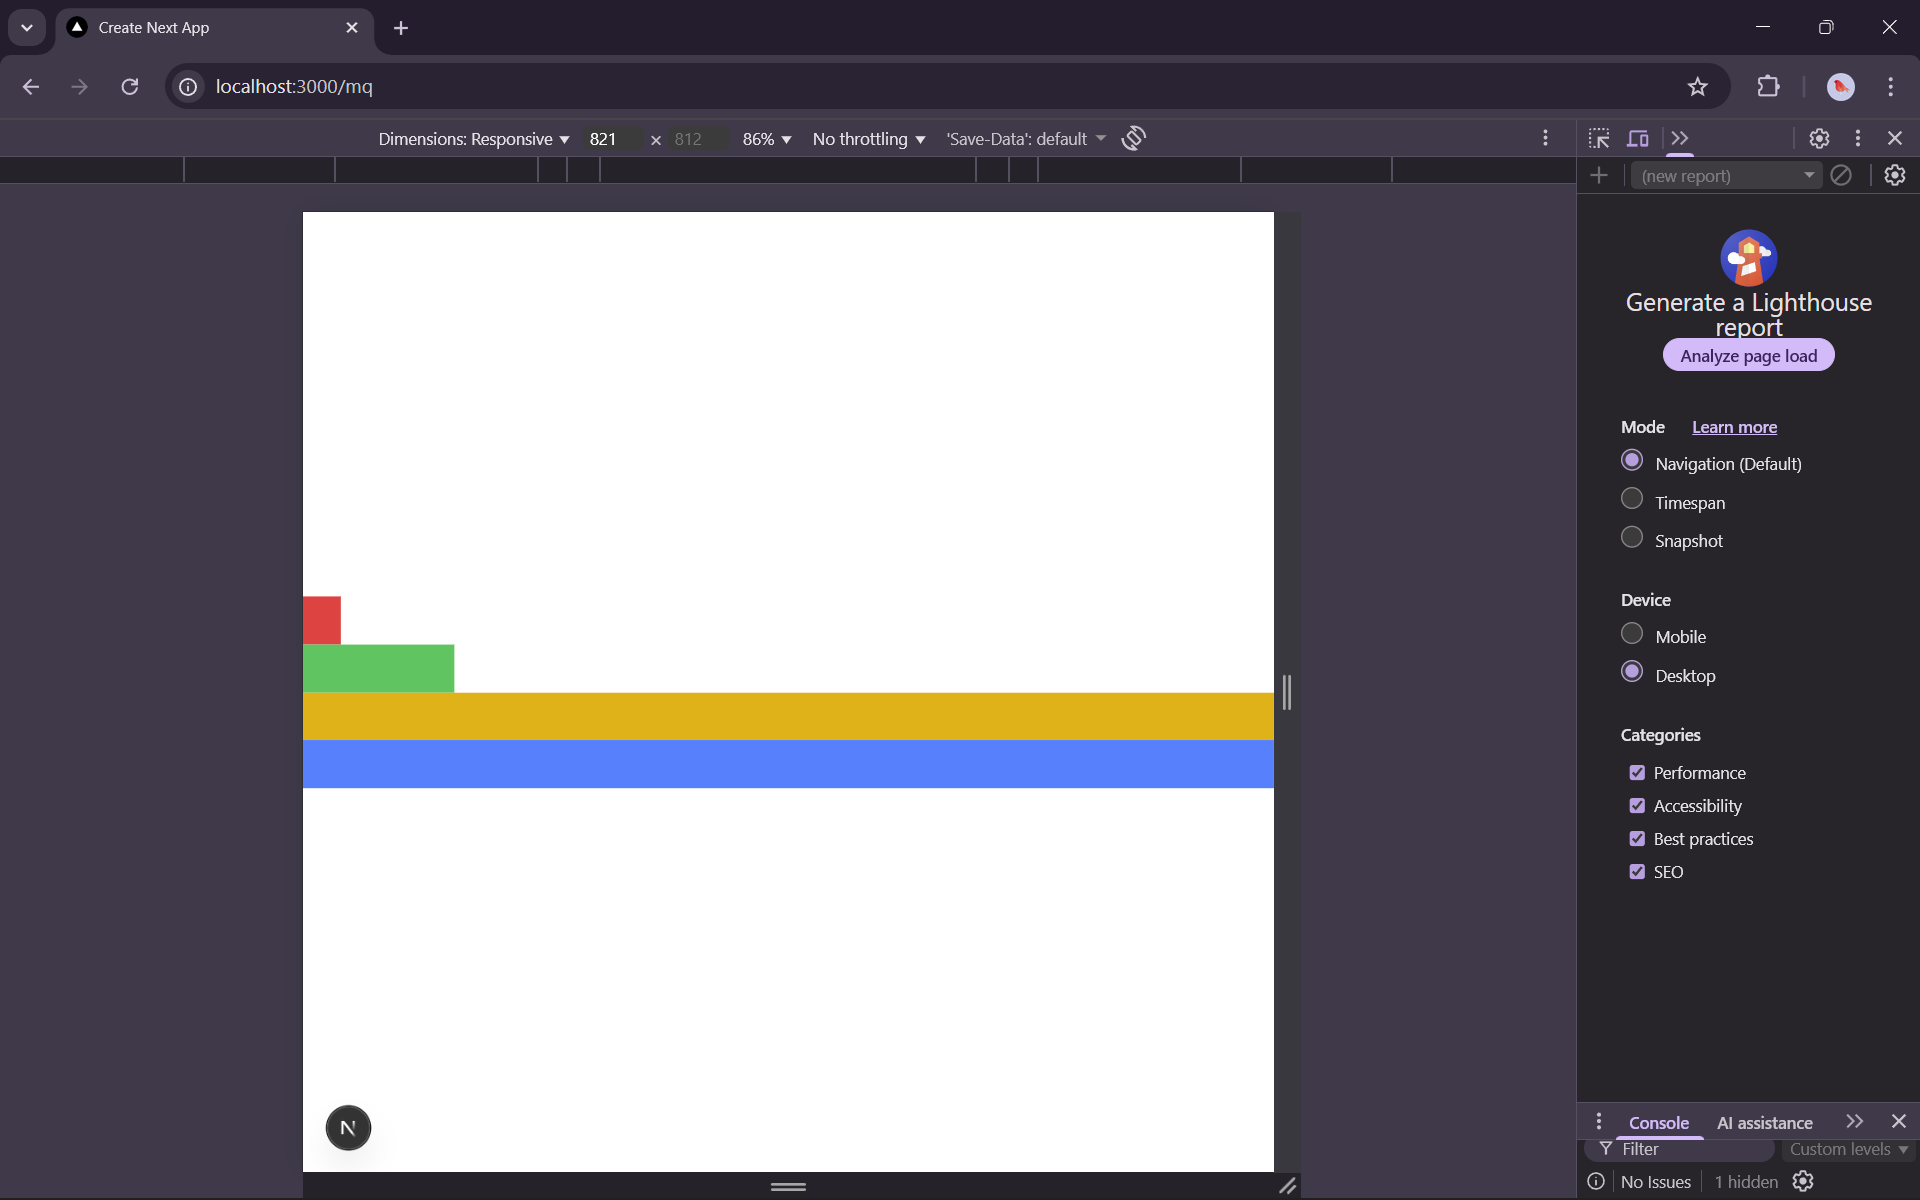 Create Next App
localhost:3000/mq
Dimensions: Responsive 821 × 812 86% No throttling 'Save-Data': default
(new report)
Generate a Lighthouse
report
Analyze page load
Mode Learn more
Navigation (Default)
Timespan
Snapshot
Device
Mobile
Desktop
Categories
Performance
Accessibility
Best practices
SEO
N
Console AI assistance
Filter Custom levels
No Issues 1 hidden